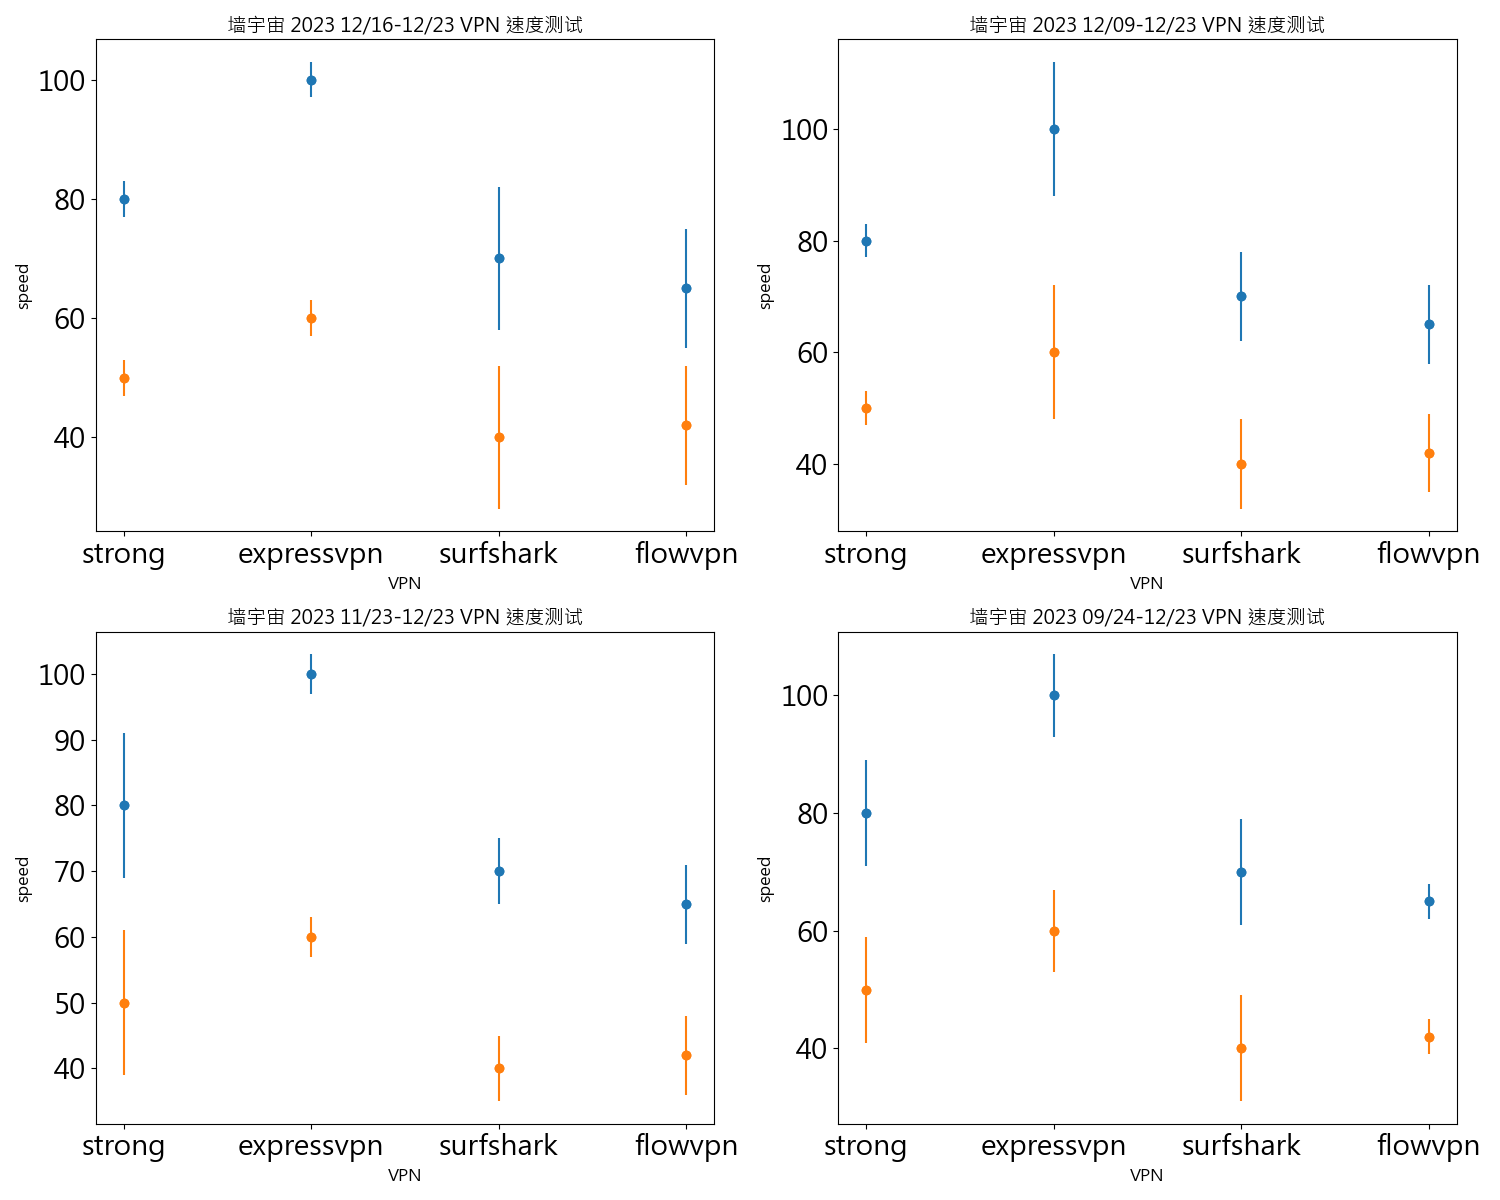 墙宇宙 2023 12/16-12/23 VPN 速度测试
100
80
60
40
speed
strong expressvpn surfshark flowvpn
VPN
墙宇宙 2023 12/09-12/23 VPN 速度测试
100
80
60
40
speed
strong expressvpn surfshark flowvpn
VPN
墙宇宙 2023 11/23-12/23 VPN 速度测试
100
90
80
70
60
50
40
speed
strong expressvpn surfshark flowvpn
VPN
墙宇宙 2023 09/24-12/23 VPN 速度测试
100
80
60
40
speed
strong expressvpn surfshark flowvpn
VPN